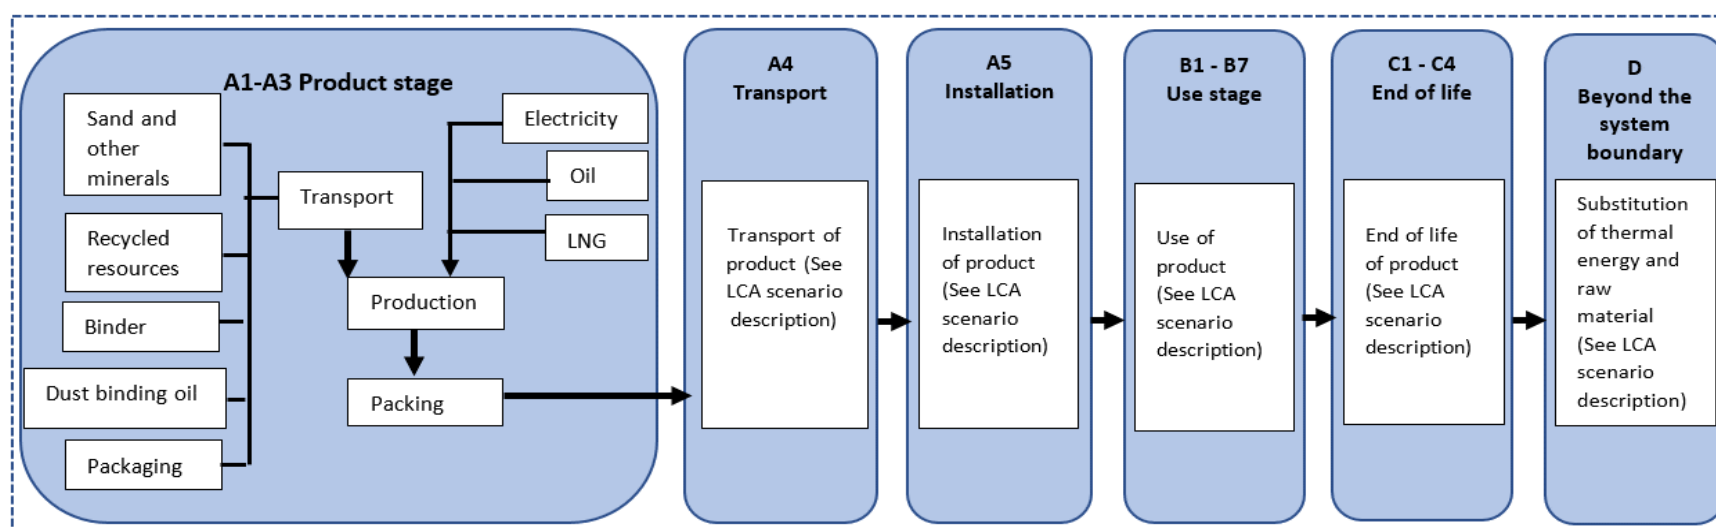 A1-A3 Product stage
Sand and
other
minerals
Recycled
resources
Binder
Dust binding oil
Packaging
Transport
Electricity
Oil
LNG
Production
Packing
A4
Transport
Transport of
product (See
LCA scenario
description)
A5
Installation
Installation
of product
(See LCA
scenario
description)
B1 - B7
Use stage
Use of
product
(See LCA
scenario
description)
C1 - C4
End of life
End of life
of product
(See LCA
scenario
description)
D
Beyond the
system
boundary
Substitution
of thermal
energy and
raw
material
(See LCA
scenario
description)